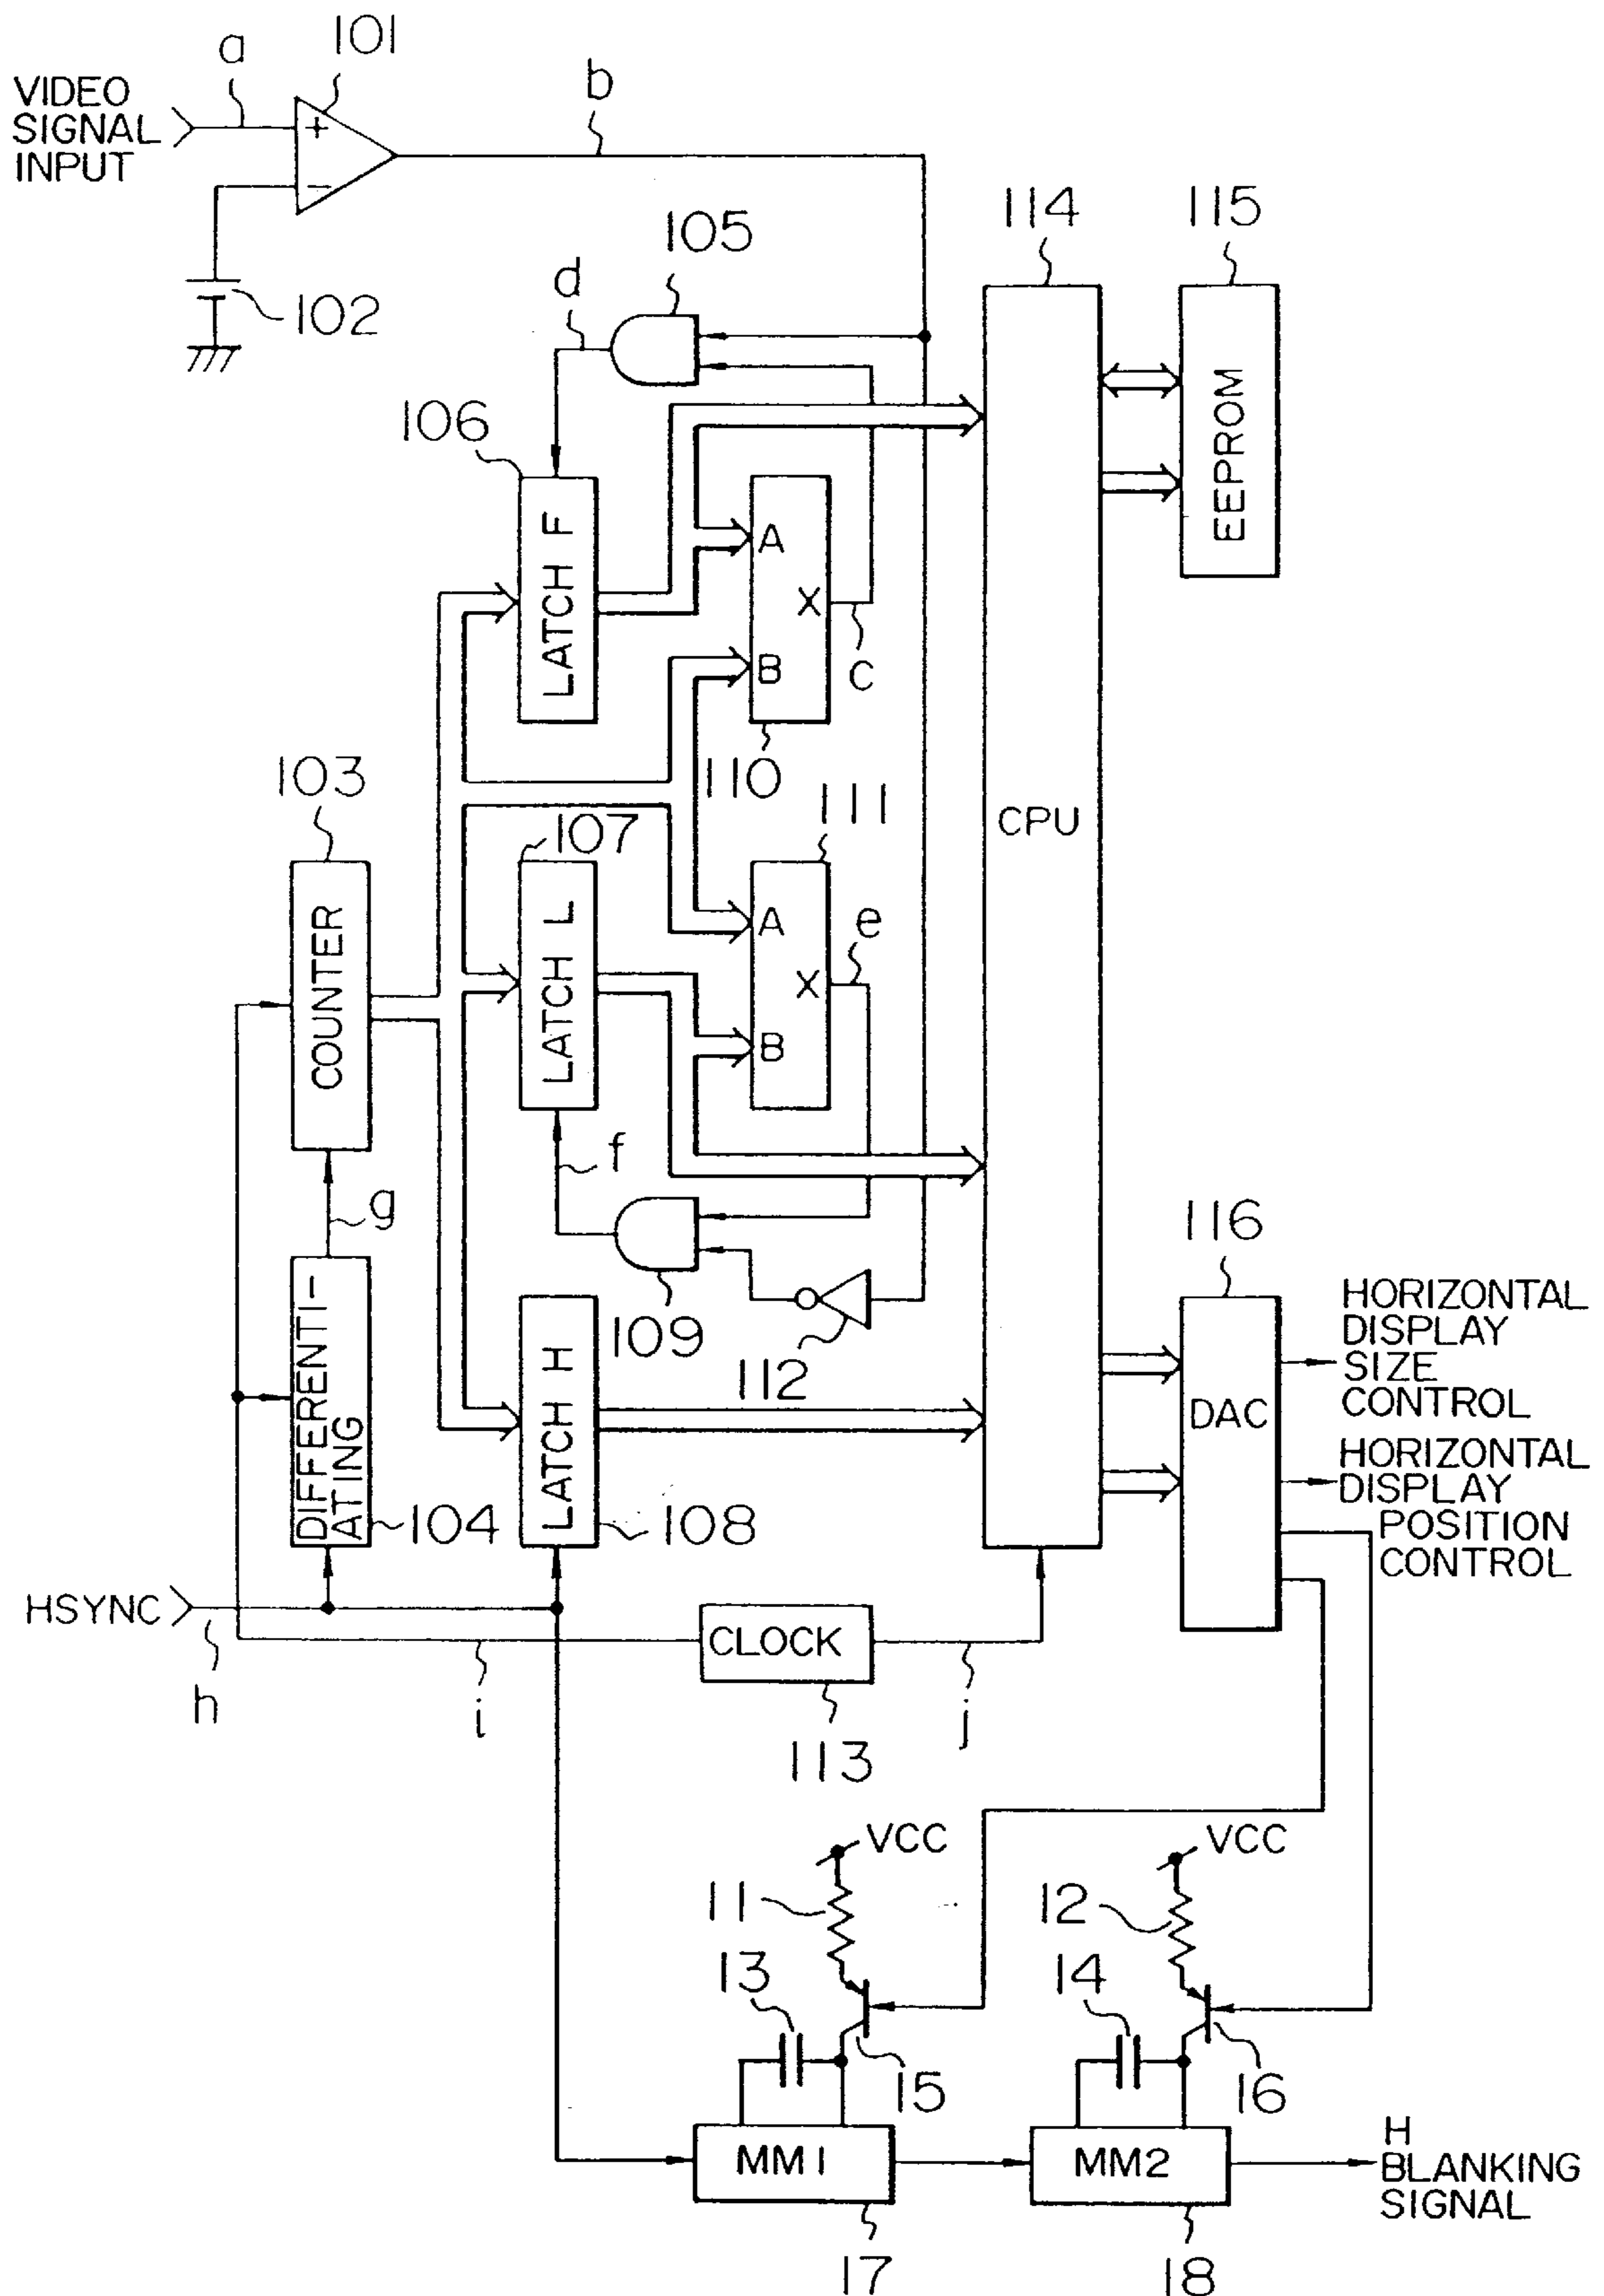 101
a
VIDEO
SIGNAL
INPUT
+
−
b
102
105
d
114
115
106
LATCH F
A
X
B
c
110
EEPROM
103
COUNTER
107
LATCH L
111
A
X
B
e
CPU
f
g
109
112
116
DIFFERENTI-
ATING
104
LATCH H
108
DAC
HORIZONTAL
DISPLAY
SIZE
CONTROL
HORIZONTAL
DISPLAY
POSITION
CONTROL
HSYNC
h
i
CLOCK
113
j
VCC
VCC
11
12
13
14
15
16
MM1
MM2
17
18
H
BLANKING
SIGNAL